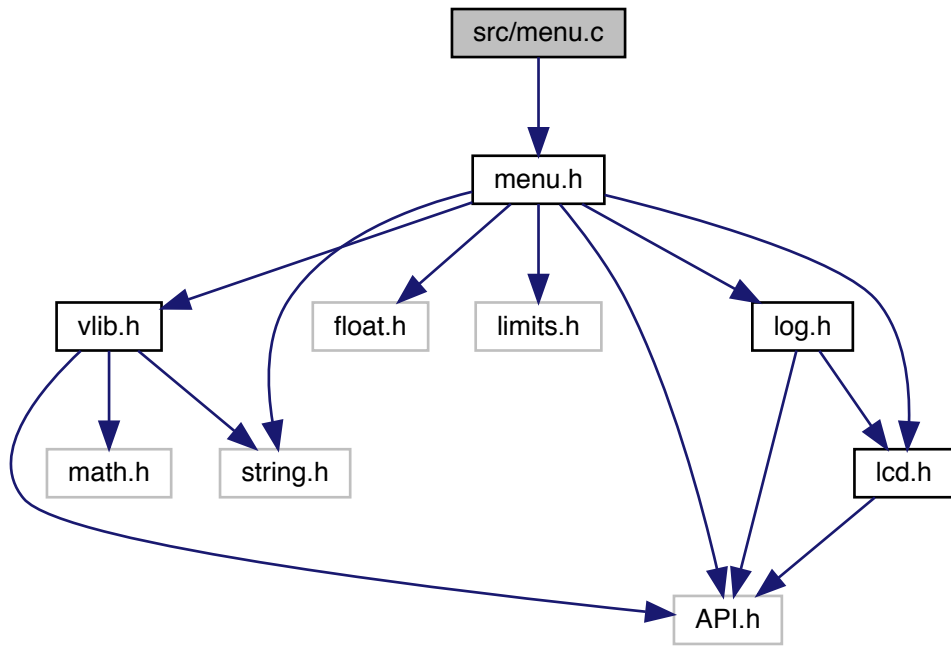 src/menu.c
menu.h
vlib.h
float.h
limits.h
log.h
math.h
string.h
lcd.h
API.h